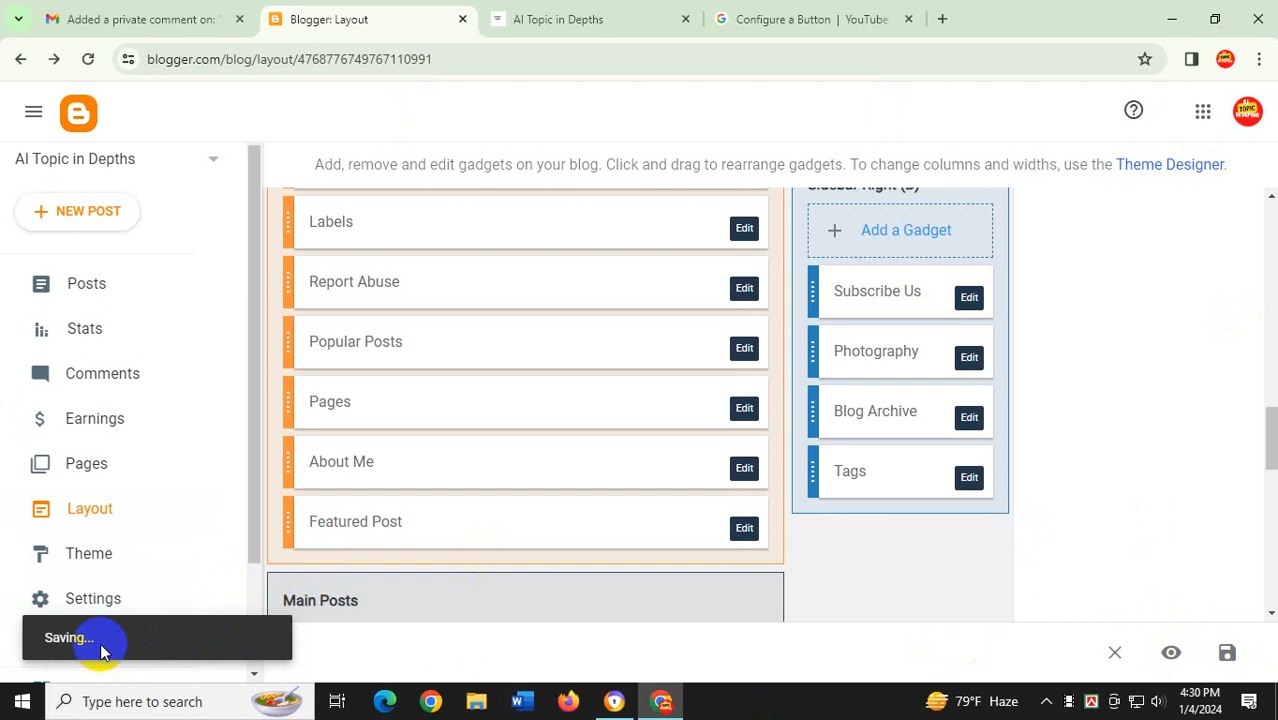 Added a private comment on: "
Blogger: Layout
AI Topic in Depths
Configure a Button | YouTube
blogger.com/blog/layout/4768776749767110991
AI Topic in Depths
Add, remove and edit gadgets on your blog. Click and drag to rearrange gadgets. To change columns and widths, use the Theme Designer.
NEW POST
Posts
Stats
Comments
Earnings
Pages
Layout
Theme
Settings
Saving...
Labels
Edit
Report Abuse
Edit
Popular Posts
Edit
Pages
Edit
About Me
Edit
Featured Post
Edit
Main Posts
Add a Gadget
Subscribe Us
Edit
Photography
Edit
Blog Archive
Edit
Tags
Edit
Type here to search
79°F Haze
4:30 PM
1/4/2024